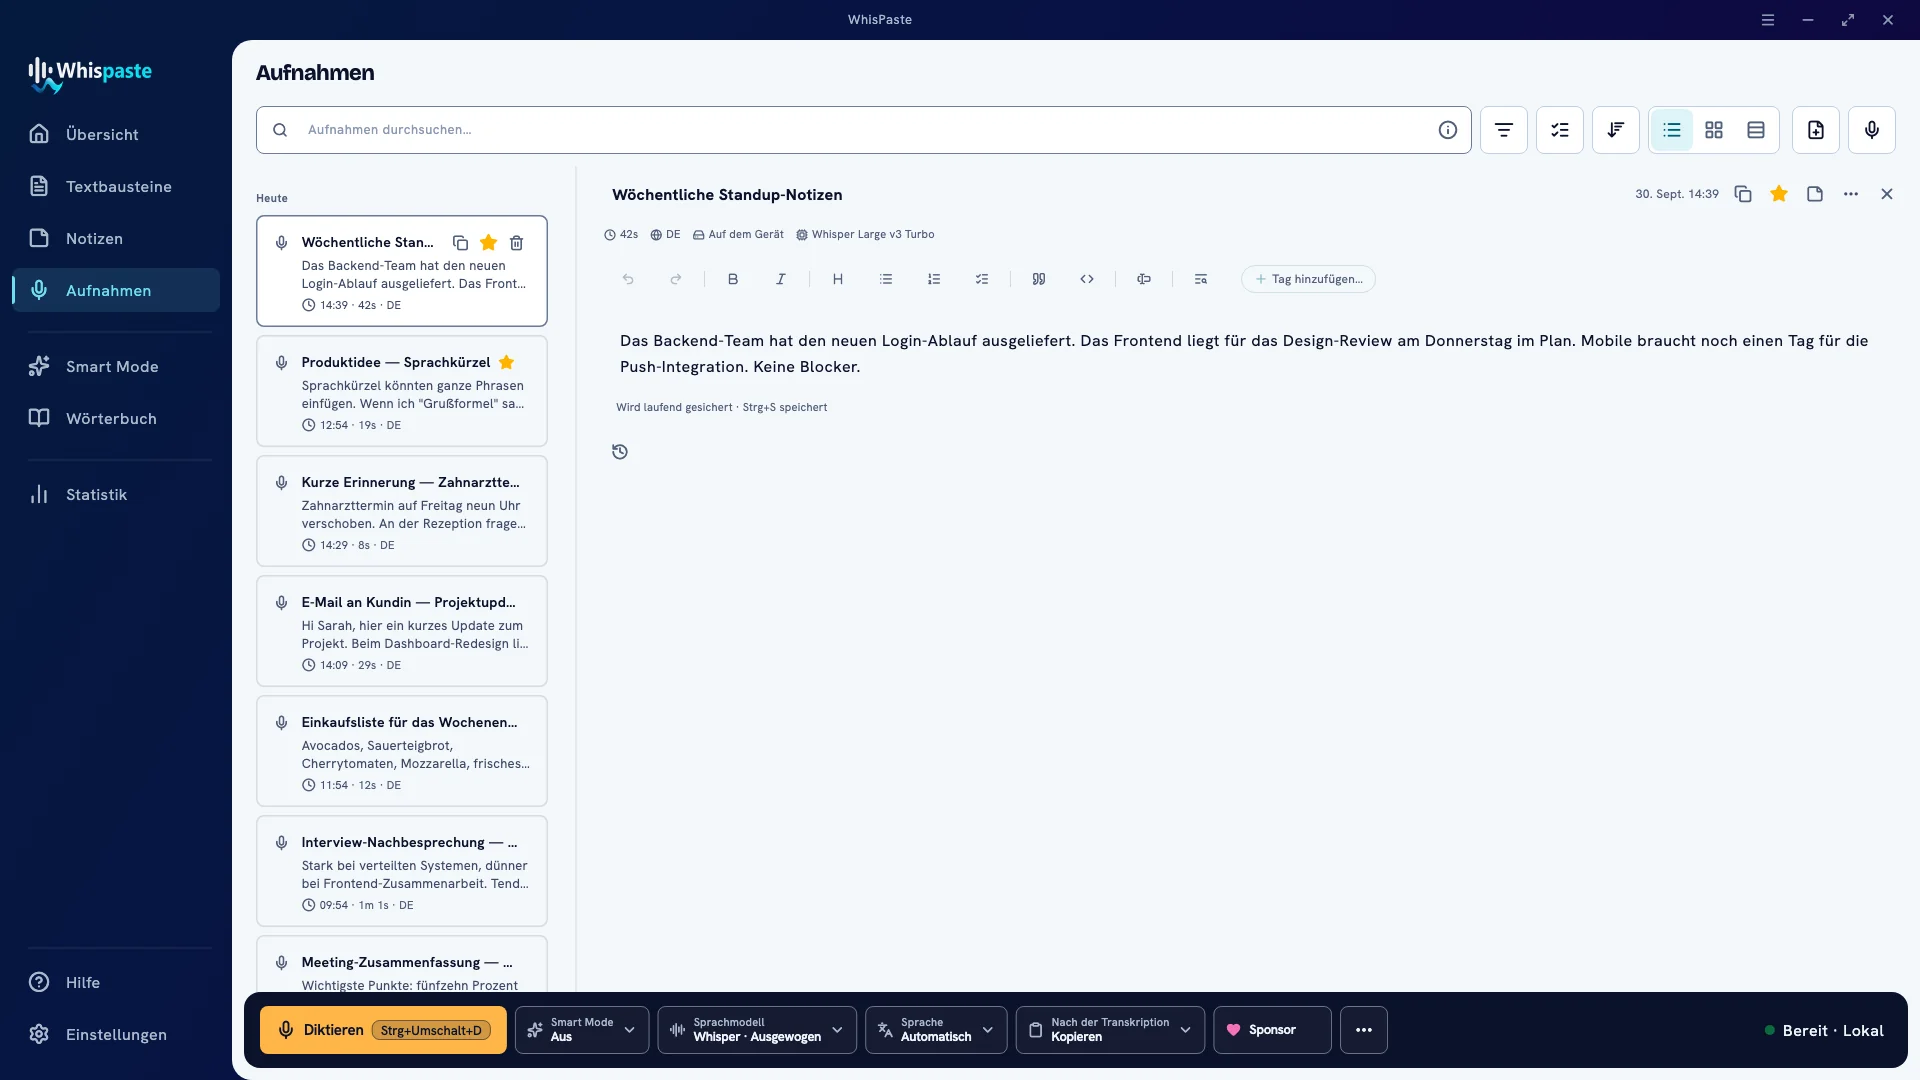 WhisPaste
Whispaste
Übersicht
Textbausteine
Notizen
Aufnahmen
Smart Mode
Wörterbuch
Statistik
Hilfe
Einstellungen
Aufnahmen
Aufnahmen durchsuchen...
Heute
Wöchentliche Stan...
Das Backend-Team hat den neuen
Login-Ablauf ausgeliefert. Das Front...
14:39 · 42s · DE
Produktidee — Sprachkürzel
Sprachkürzel könnten ganze Phrasen
einfügen. Wenn ich "Grußformel" sa...
12:54 · 19s · DE
Kurze Erinnerung — Zahnarztte...
Zahnarzttermin auf Freitag neun Uhr
verschoben. An der Rezeption frage...
14:29 · 8s · DE
E-Mail an Kundin — Projektupd...
Hi Sarah, hier ein kurzes Update zum
Projekt. Beim Dashboard-Redesign li...
14:09 · 29s · DE
Einkaufsliste für das Wochenen...
Avocados, Sauerteigbrot,
Cherrytomaten, Mozzarella, frisches...
11:54 · 12s · DE
Interview-Nachbesprechung — ...
Stark bei verteilten Systemen, dünner
bei Frontend-Zusammenarbeit. Tend...
09:54 · 1m 1s · DE
Meeting-Zusammenfassung — ...
Wichtigste Punkte: fünfzehn Prozent
Wöchentliche Standup-Notizen
30. Sept. 14:39
42s DE Auf dem Gerät Whisper Large v3 Turbo
Tag hinzufügen...
Das Backend-Team hat den neuen Login-Ablauf ausgeliefert. Das Frontend liegt für das Design-Review am Donnerstag im Plan. Mobile braucht noch einen Tag für die
Push-Integration. Keine Blocker.
Wird laufend gesichert · Strg+S speichert
Diktieren Strg+Umschalt+D
Smart Mode
Aus
Sprachmodell
Whisper · Ausgewogen
Sprache
Automatisch
Nach der Transkription
Kopieren
Sponsor
Bereit · Lokal